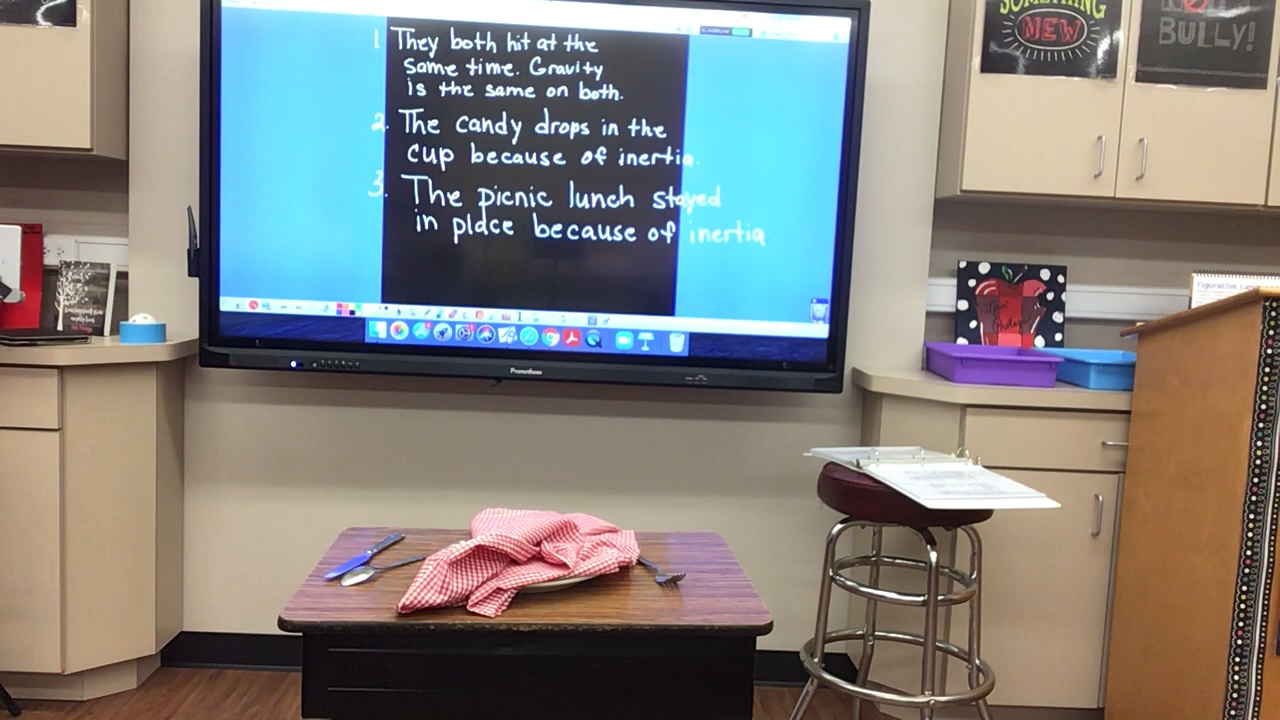 SOMETHING
NEW
BULLY!
1 They both hit at the
same time. Gravity
is the same on both.
2. The candy drops in the
cup because of inertia.
3. The picnic lunch stayed
in place because of inertia
Promethean